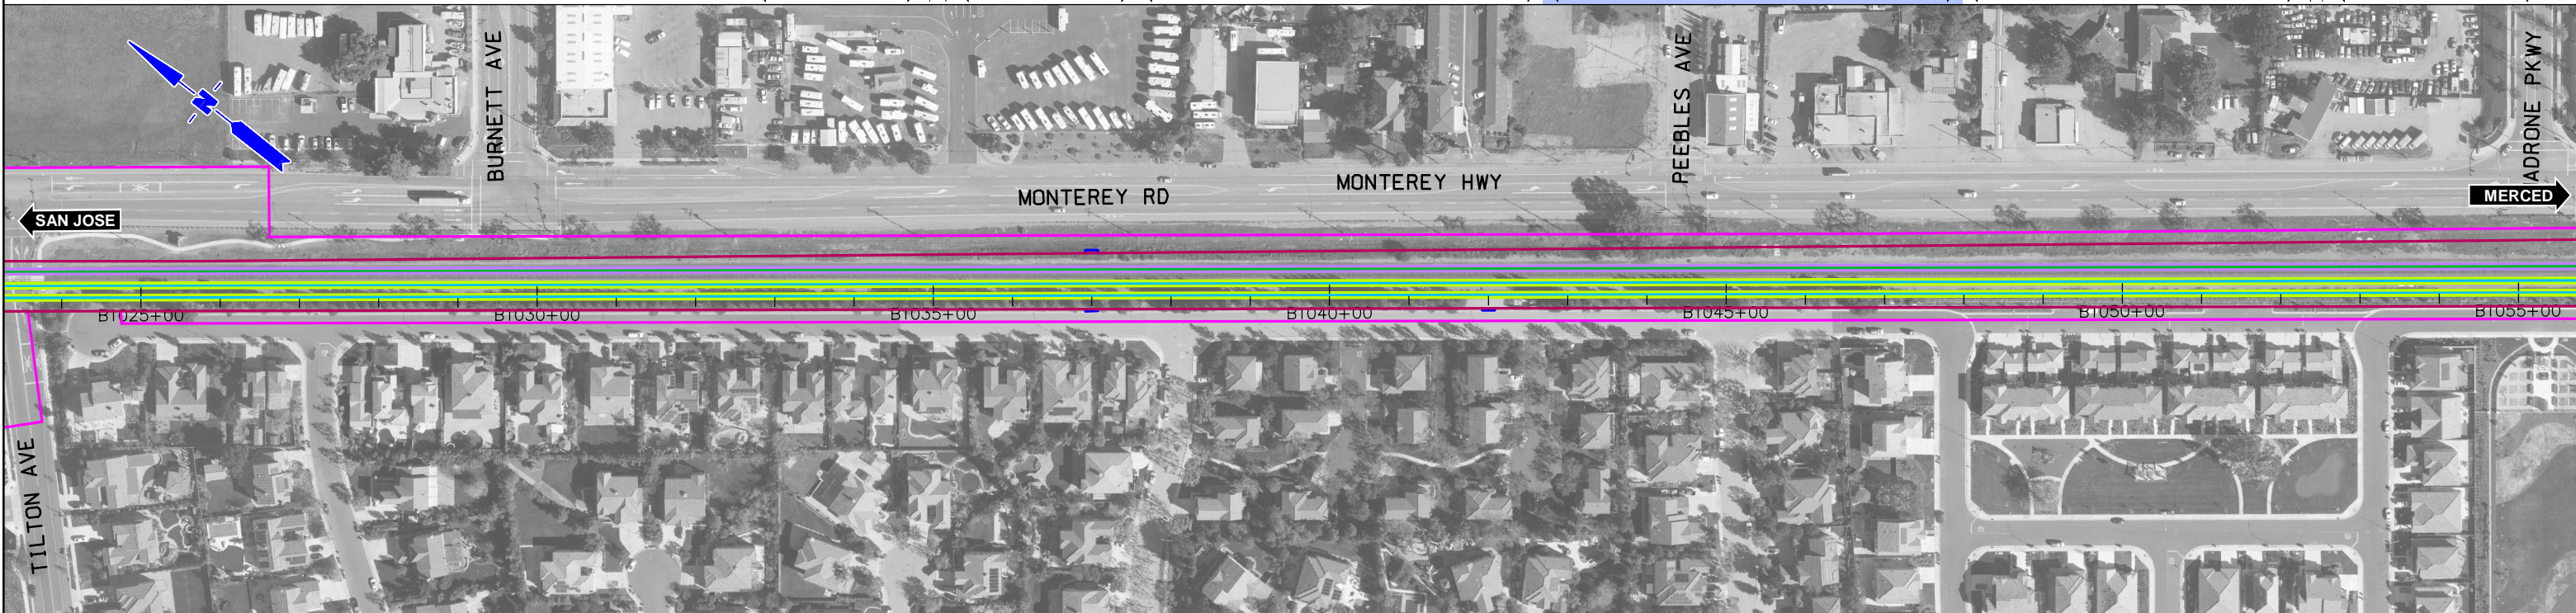 N
BURNETT AVE
PEEBLES AVE
ADRONE PKWY
MONTEREY RD
MONTEREY HWY
SAN JOSE
MERCED
B1025+00
B1030+00
B1035+00
B1040+00
B1045+00
B1050+00
B1055+00
TILTON AVE